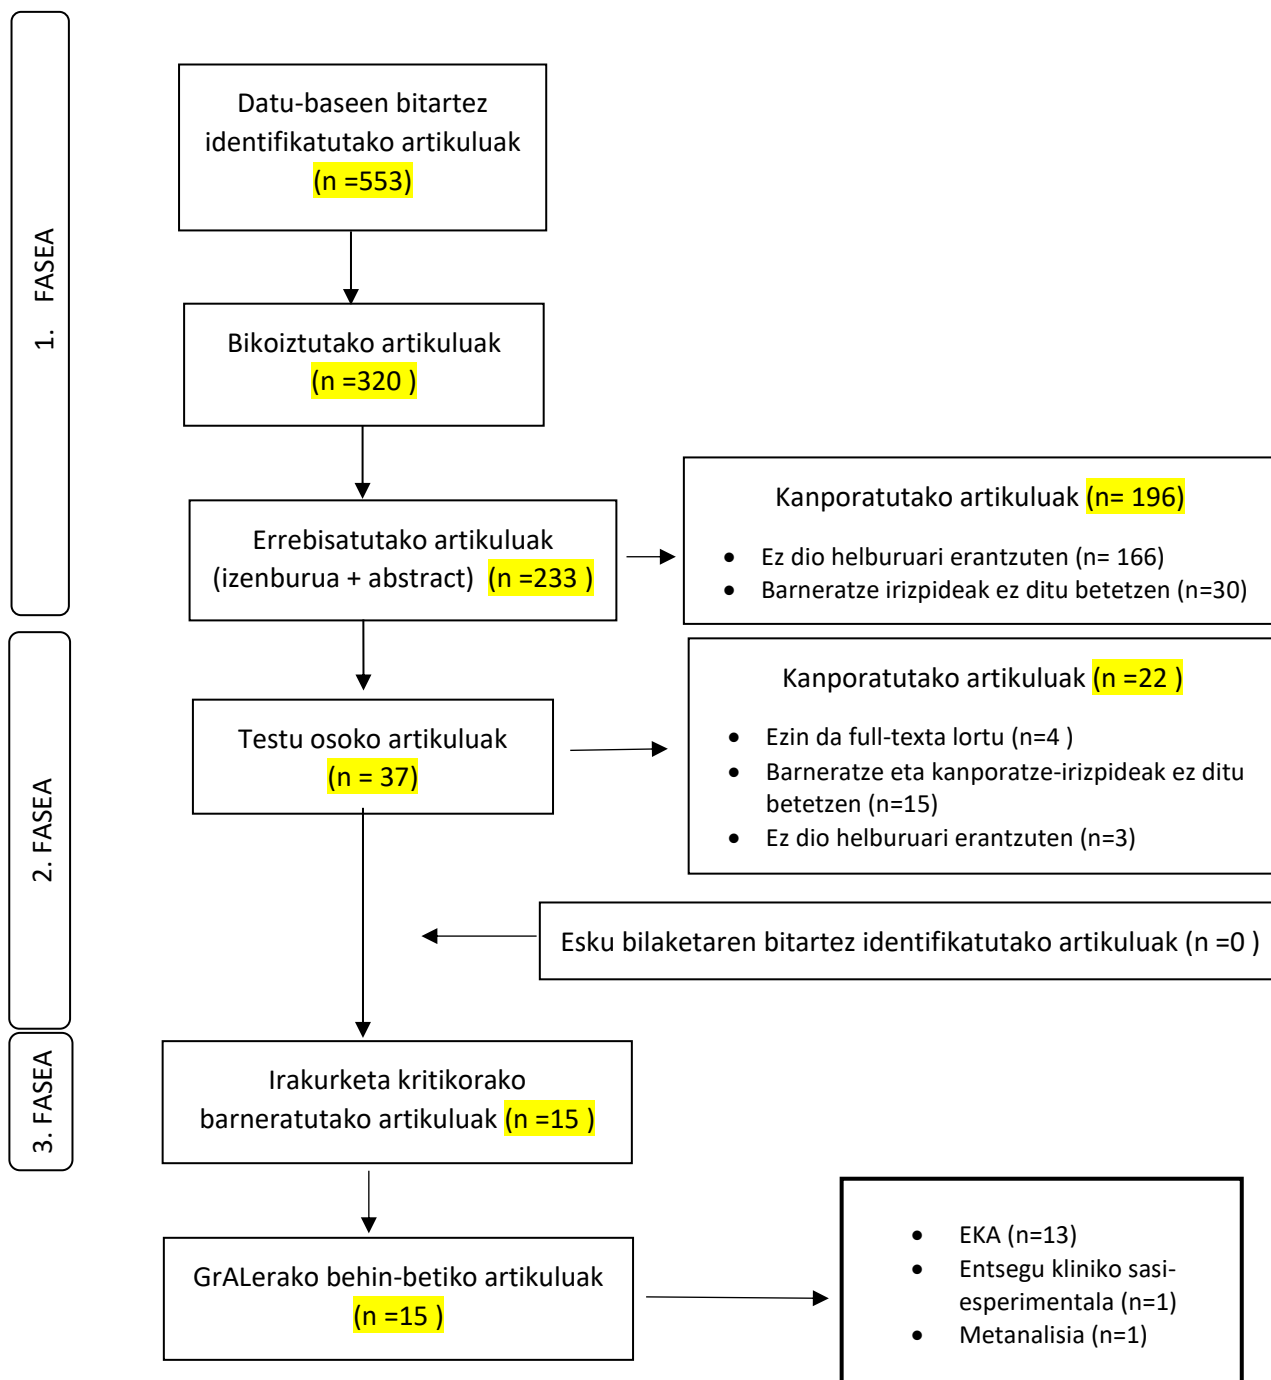 1. FASEA
Datu-baseen bitartez
identifikatutako artikuluak
(n =553)
Bikoiztutako artikuluak
(n =320 )
Errebisatutako artikuluak
(izenburua + abstract) (n =233 )
Kanporatutako artikuluak (n= 196)
• Ez dio helburuari erantzuten (n= 166)
• Barneratze irizpideak ez ditu betetzen (n=30)
2. FASEA
Testu osoko artikuluak
(n = 37)
Kanporatutako artikuluak (n =22 )
• Ezin da full-texta lortu (n=4 )
• Barneratze eta kanporatze-irizpideak ez ditu
betetzen (n=15)
• Ez dio helburuari erantzuten (n=3)
Esku bilaketaren bitartez identifikatutako artikuluak (n =0 )
3. FASEA
Irakurketa kritikorako
barneratutako artikuluak (n =15 )
GrALerako behin-betiko artikuluak
(n =15 )
• EKA (n=13)
• Entsegu kliniko sasi-
esperimentala (n=1)
• Metanalisia (n=1)